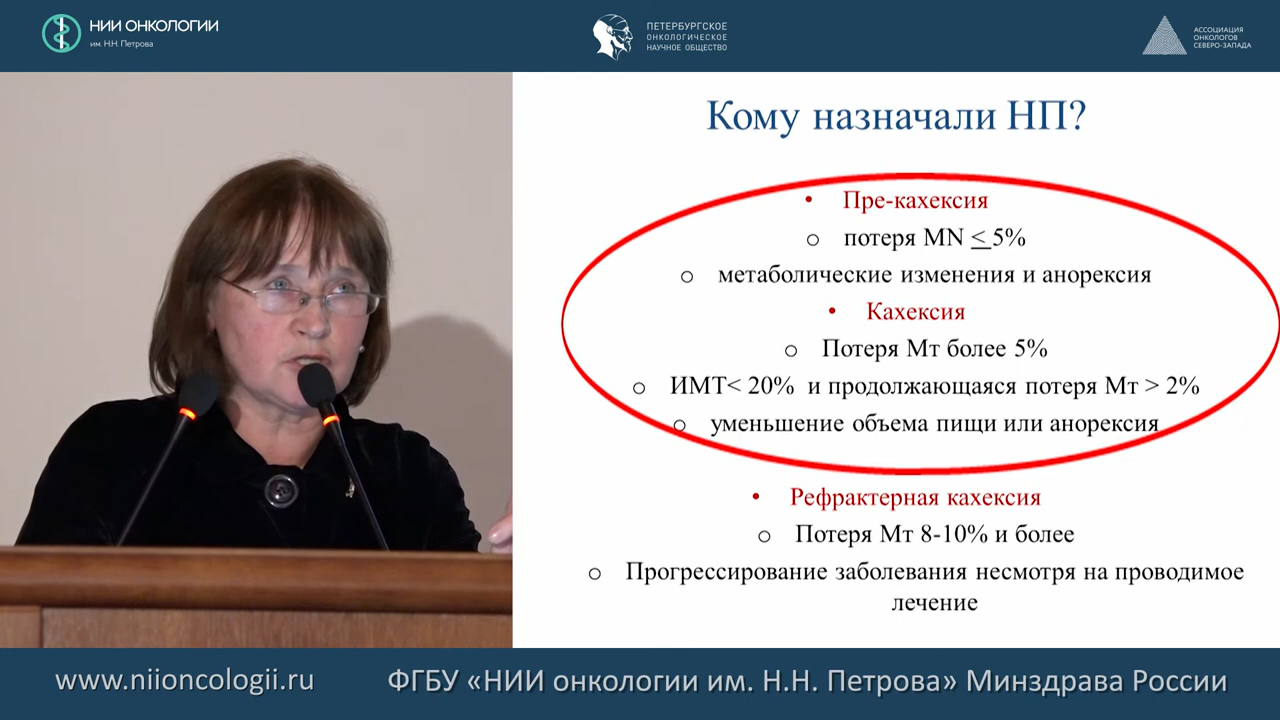 НИИ ОНКОЛОГИИ
им. Н.Н. Петрова
ПЕТЕРБУРГСКОЕ
ОНКОЛОГИЧЕСКОЕ
НАУЧНОЕ ОБЩЕСТВО
АССОЦИАЦИЯ
ОНКОЛОГОВ
СЕВЕРО-ЗАПАДА
Кому назначали НП?
• Пре-кахексия
o потеря MN < 5%
o метаболические изменения и анорексия
• Кахексия
o Потеря Мт более 5%
o ИМТ< 20% и продолжающаяся потеря Мт > 2%
o уменьшение объема пищи или анорексия
• Рефрактерная кахексия
o Потеря Мт 8-10% и более
o Прогрессирование заболевания несмотря на проводимое
лечение
www.niioncologii.ru
ФГБУ «НИИ онкологии им. Н.Н. Петрова» Минздрава России